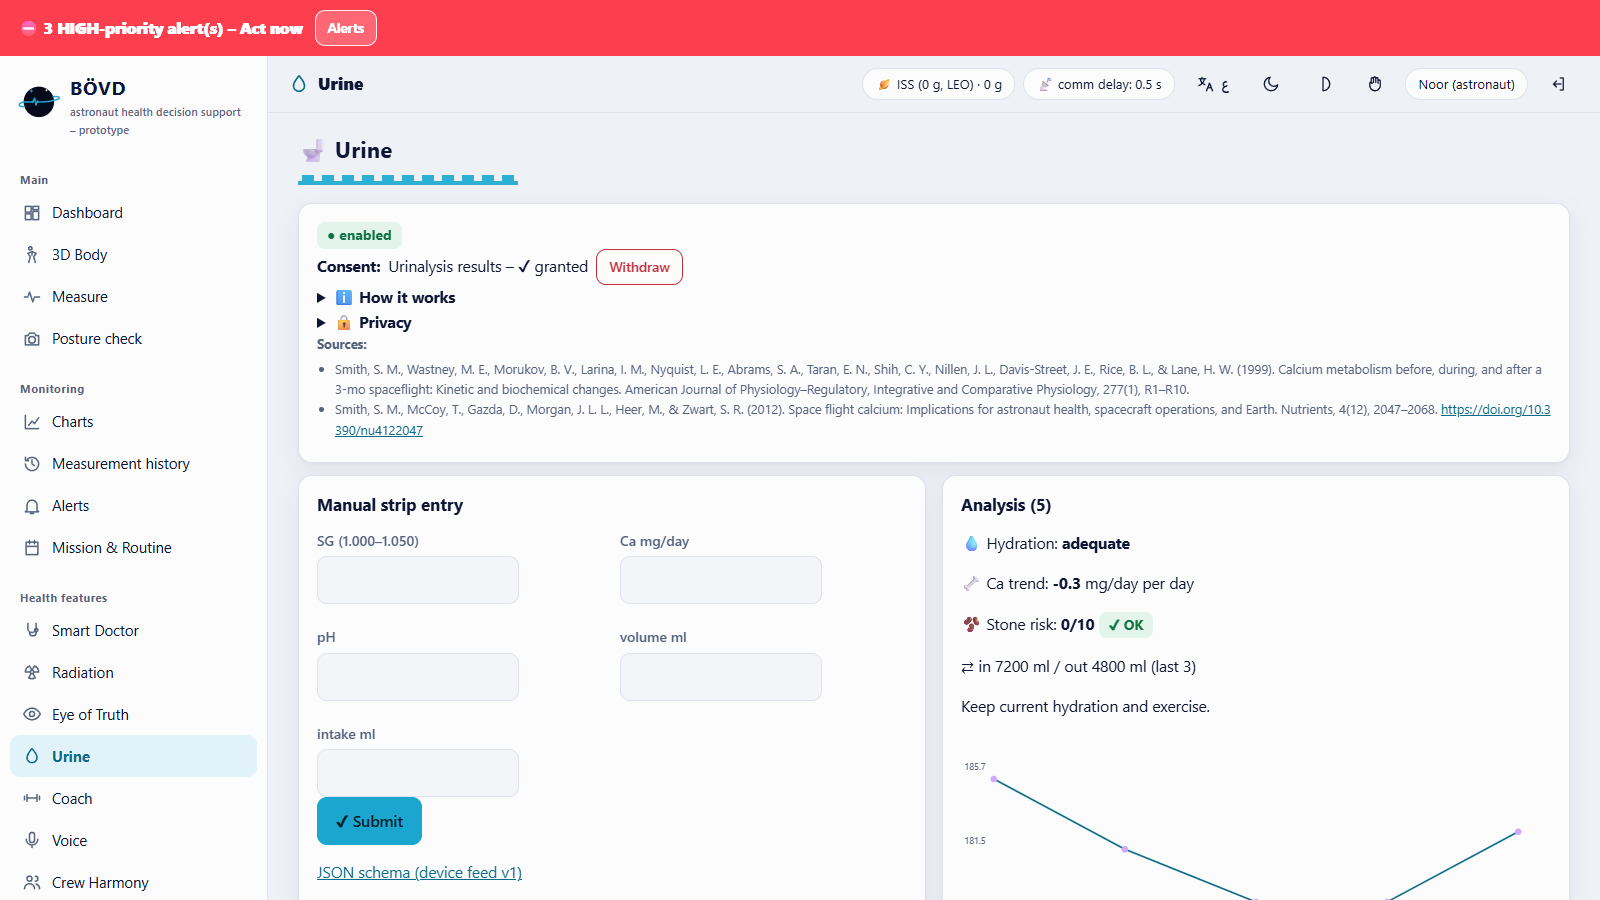 3 HIGH-priority alert(s) – Act now
Alerts
BÖVD
astronaut health decision support
– prototype
Main
Dashboard
3D Body
Measure
Posture check
Monitoring
Charts
Measurement history
Alerts
Mission & Routine
Health features
Smart Doctor
Radiation
Eye of Truth
Urine
Coach
Voice
Crew Harmony
Urine
ISS (0 g, LEO) · 0 g
comm delay: 0.5 s
ع
Noor (astronaut)
Urine
● enabled
Consent: Urinalysis results – ✓ granted
Withdraw
How it works
Privacy
Sources:
Smith, S. M., Wastney, M. E., Morukov, B. V., Larina, I. M., Nyquist, L. E., Abrams, S. A., Taran, E. N., Shih, C. Y., Nillen, J. L., Davis-Street, J. E., Rice, B. L., & Lane, H. W. (1999). Calcium metabolism before, during, and after a
3-mo spaceflight: Kinetic and biochemical changes. American Journal of Physiology–Regulatory, Integrative and Comparative Physiology, 277(1), R1–R10.
Smith, S. M., McCoy, T., Gazda, D., Morgan, J. L. L., Heer, M., & Zwart, S. R. (2012). Space flight calcium: Implications for astronaut health, spacecraft operations, and Earth. Nutrients, 4(12), 2047–2068. https://doi.org/10.3
390/nu4122047
Manual strip entry
SG (1.000–1.050)
Ca mg/day
pH
volume ml
intake ml
✓ Submit
JSON schema (device feed v1)
Analysis (5)
Hydration: adequate
Ca trend: -0.3 mg/day per day
Stone risk: 0/10 ✓ OK
⇄ in 7200 ml / out 4800 ml (last 3)
Keep current hydration and exercise.
185.7
181.5